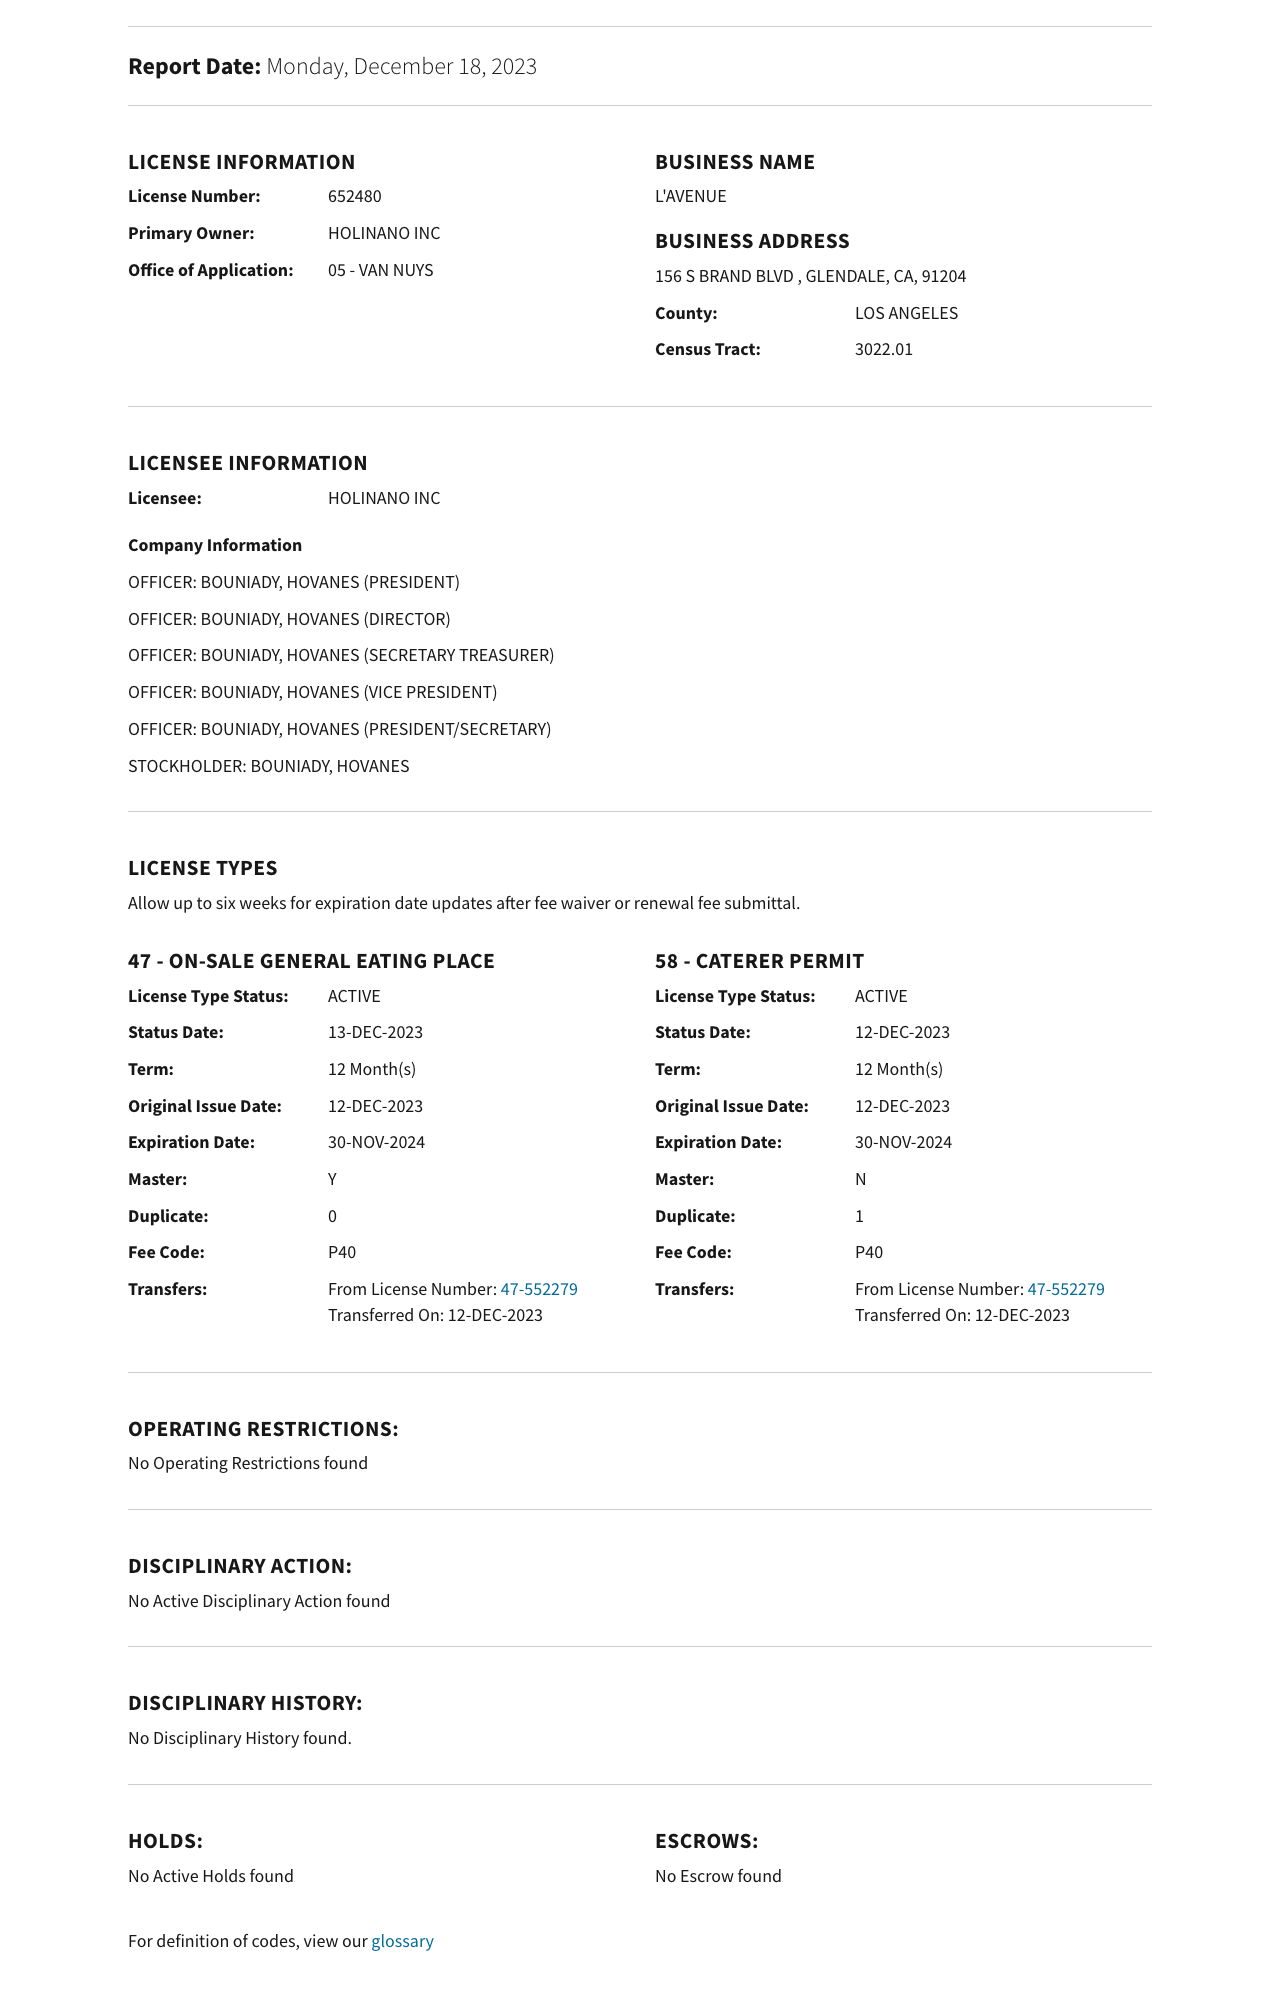 Report Date: Monday, December 18, 2023
LICENSE INFORMATION
License Number: 652480
Primary Owner: HOLINANO INC
Office of Application: 05 - VAN NUYS
BUSINESS NAME
L'AVENUE
BUSINESS ADDRESS
156 S BRAND BLVD , GLENDALE, CA, 91204
County: LOS ANGELES
Census Tract: 3022.01
LICENSEE INFORMATION
Licensee: HOLINANO INC
Company Information
OFFICER: BOUNIADY, HOVANES (PRESIDENT)
OFFICER: BOUNIADY, HOVANES (DIRECTOR)
OFFICER: BOUNIADY, HOVANES (SECRETARY TREASURER)
OFFICER: BOUNIADY, HOVANES (VICE PRESIDENT)
OFFICER: BOUNIADY, HOVANES (PRESIDENT/SECRETARY)
STOCKHOLDER: BOUNIADY, HOVANES
LICENSE TYPES
Allow up to six weeks for expiration date updates after fee waiver or renewal fee submittal.
47 - ON-SALE GENERAL EATING PLACE
License Type Status: ACTIVE
Status Date: 13-DEC-2023
Term: 12 Month(s)
Original Issue Date: 12-DEC-2023
Expiration Date: 30-NOV-2024
Master: Y
Duplicate: 0
Fee Code: P40
Transfers: From License Number: 47-552279
Transferred On: 12-DEC-2023
58 - CATERER PERMIT
License Type Status: ACTIVE
Status Date: 12-DEC-2023
Term: 12 Month(s)
Original Issue Date: 12-DEC-2023
Expiration Date: 30-NOV-2024
Master: N
Duplicate: 1
Fee Code: P40
Transfers: From License Number: 47-552279
Transferred On: 12-DEC-2023
OPERATING RESTRICTIONS:
No Operating Restrictions found
DISCIPLINARY ACTION:
No Active Disciplinary Action found
DISCIPLINARY HISTORY:
No Disciplinary History found.
HOLDS:
No Active Holds found
ESCROWS:
No Escrow found
For definition of codes, view our glossary